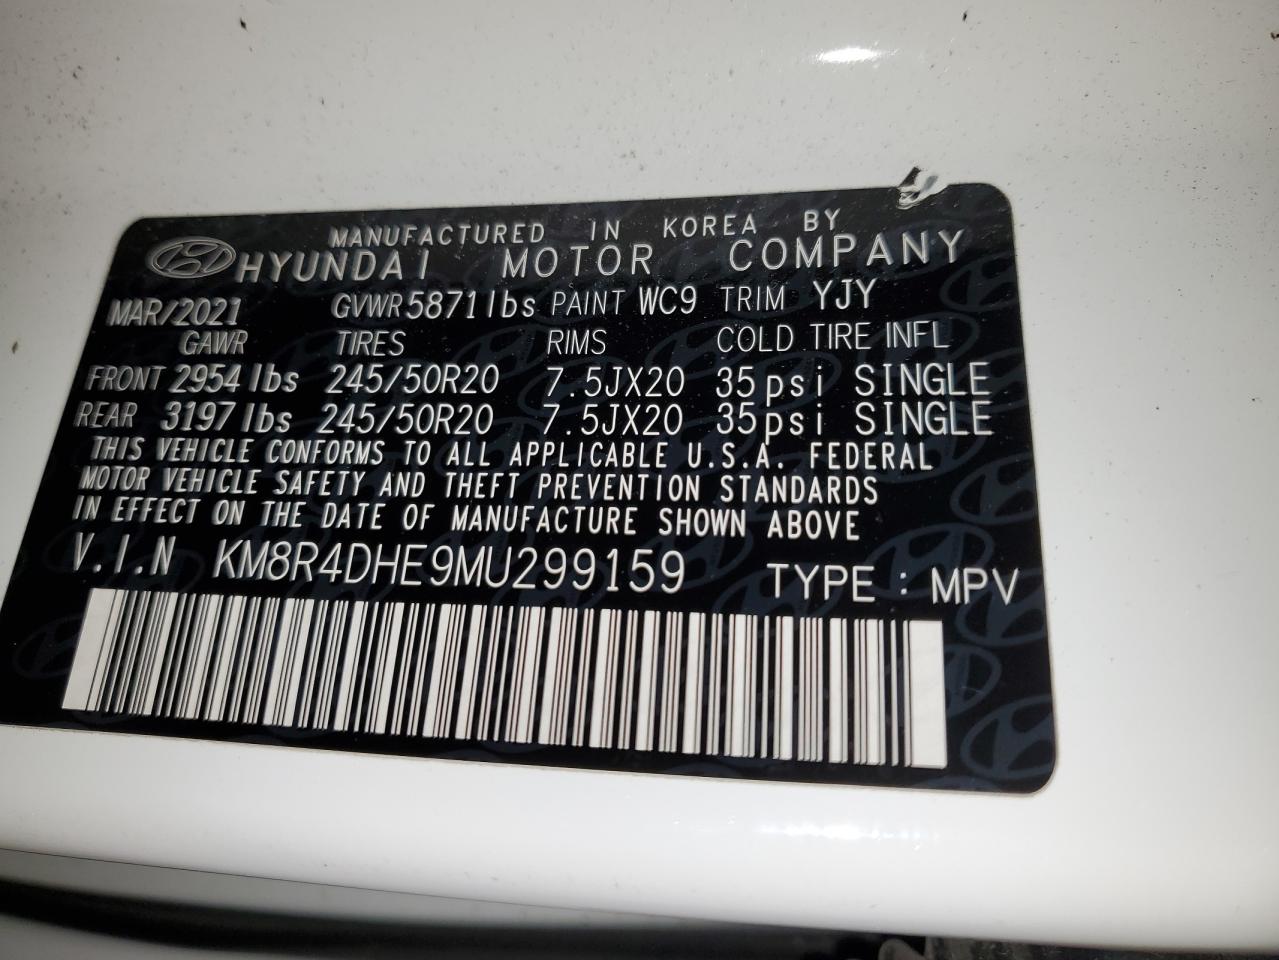 MANUFACTURED IN KOREA BY
HYUNDAI MOTOR COMPANY
MAR/2021 GVWR 5871 lbs PAINT WC9 TRIM YJY
GAWR TIRES RIMS COLD TIRE INFL
FRONT 2954 lbs 245/50R20 7.5JX20 35psi SINGLE
REAR 3197 lbs 245/50R20 7.5JX20 35psi SINGLE
THIS VEHICLE CONFORMS TO ALL APPLICABLE U.S.A. FEDERAL
MOTOR VEHICLE SAFETY AND THEFT PREVENTION STANDARDS
IN EFFECT ON THE DATE OF MANUFACTURE SHOWN ABOVE
V.I.N KM8R4DHE9MU299159 TYPE : MPV